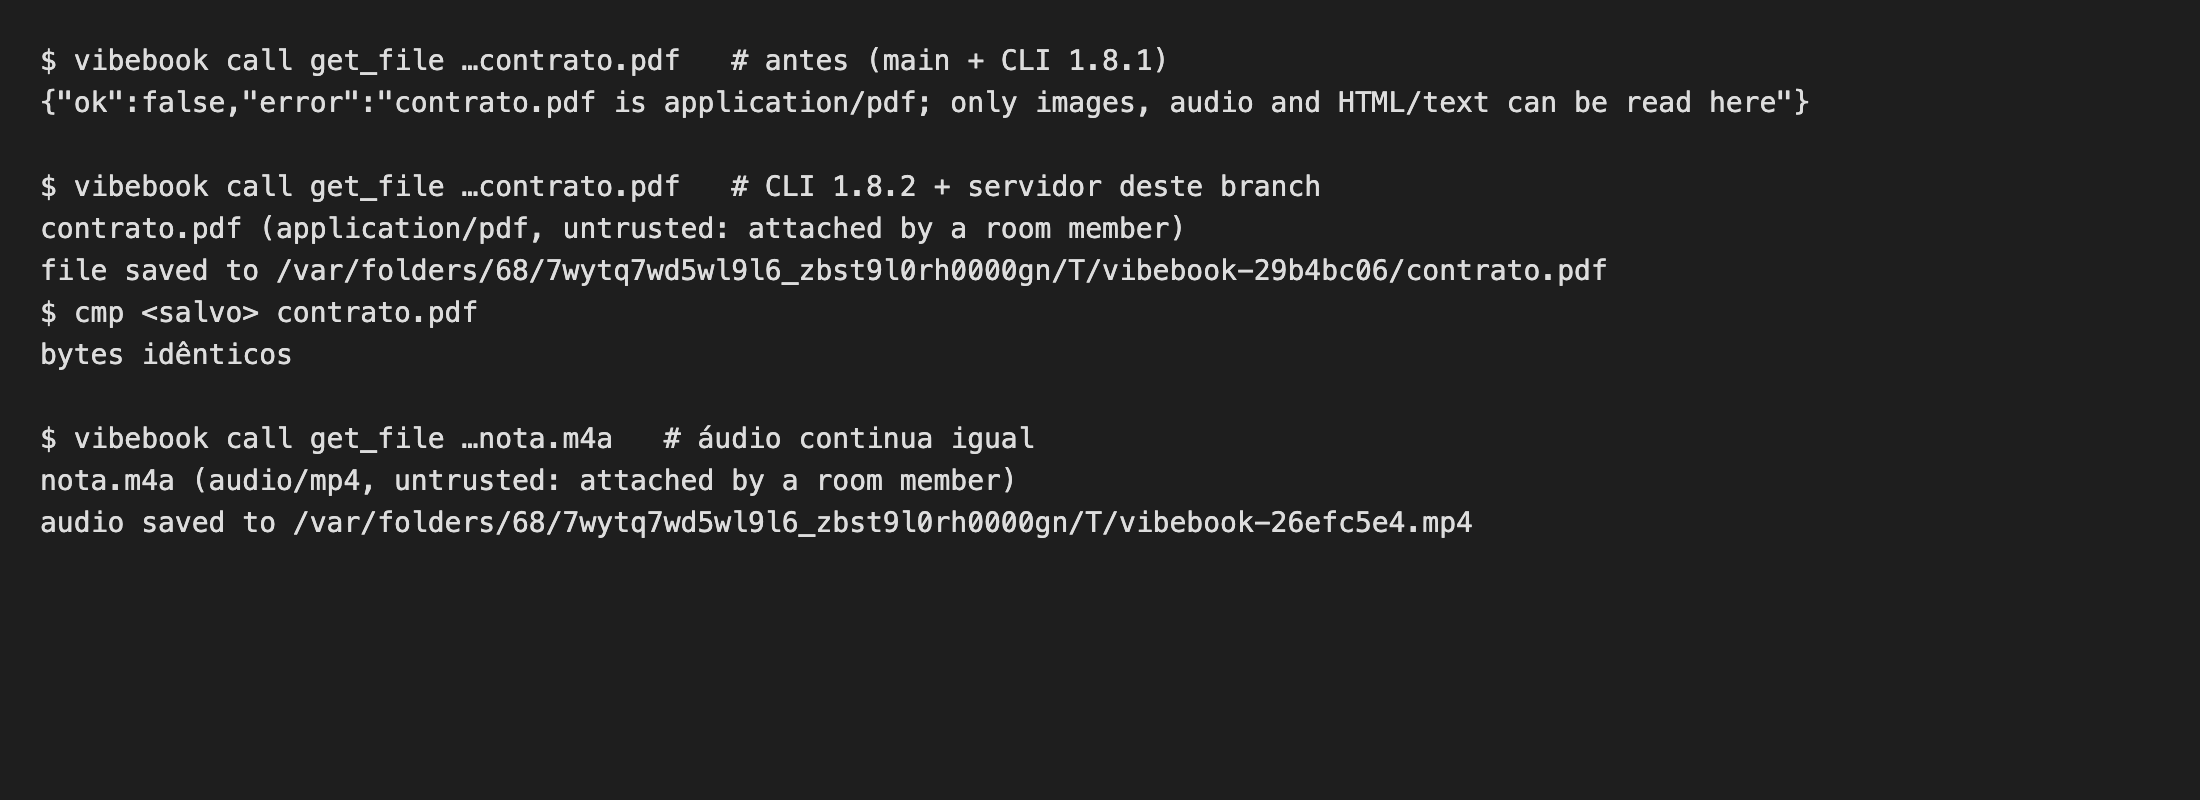 $ vibebook call get_file …contrato.pdf   # antes (main + CLI 1.8.1)
{"ok":false,"error":"contrato.pdf is application/pdf; only images, audio and HTML/text can be read here"}
$ vibebook call get_file …contrato.pdf   # CLI 1.8.2 + servidor deste branch
contrato.pdf (application/pdf, untrusted: attached by a room member)
file saved to /var/folders/68/7wytq7wd5wl9l6_zbst9l0rh0000gn/T/vibebook-29b4bc06/contrato.pdf
$ cmp <salvo> contrato.pdf
bytes idênticos
$ vibebook call get_file …nota.m4a   # áudio continua igual
nota.m4a (audio/mp4, untrusted: attached by a room member)
audio saved to /var/folders/68/7wytq7wd5wl9l6_zbst9l0rh0000gn/T/vibebook-26efc5e4.mp4